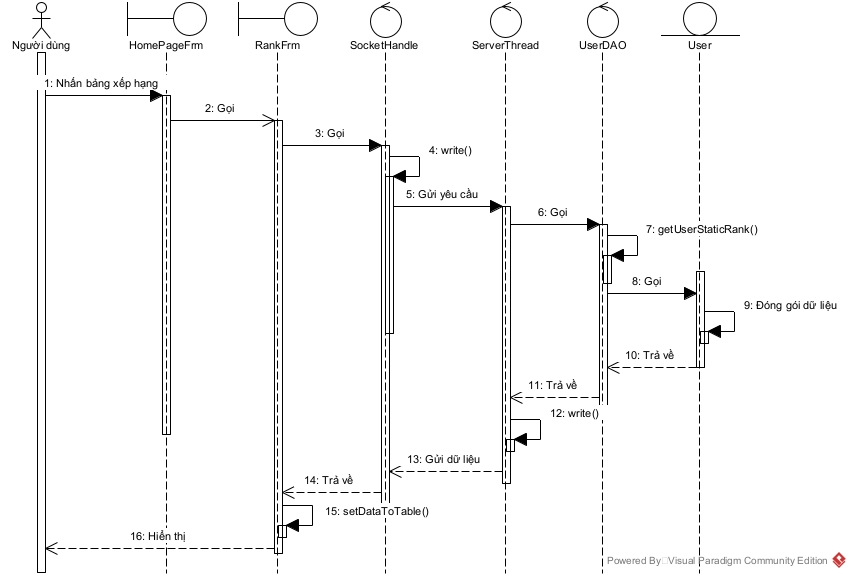 Người dùng
HomePageFrm
RankFrm
SocketHandle
ServerThread
UserDAO
User
1: Nhấn bảng xếp hạng
2: Gọi
3: Gọi
4: write()
5: Gửi yêu cầu
6: Gọi
7: getUserStaticRank()
8: Gọi
9: Đóng gói dữ liệu
10: Trả về
11: Trả về
12: write()
13: Gửi dữ liệu
14: Trả về
15: setDataToTable()
16: Hiển thị
Powered By Visual Paradigm Community Edition